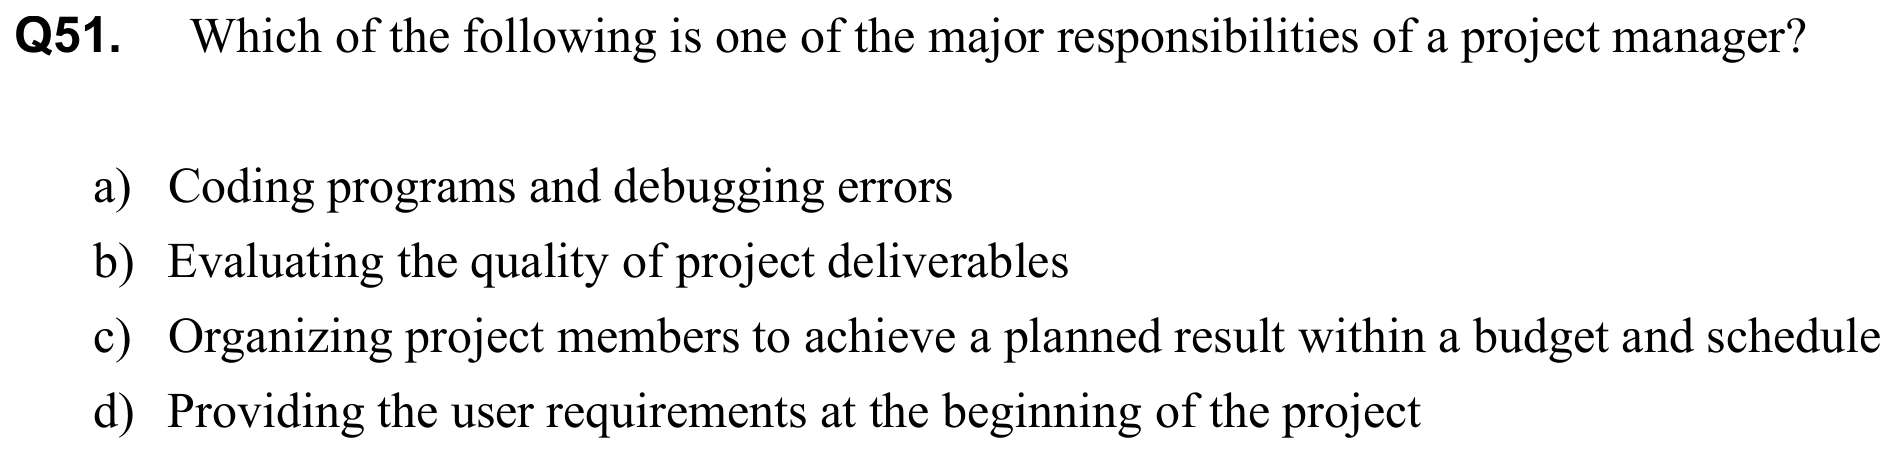 Q51. Which of the following is one of the major responsibilities of a project manager?
a) Coding programs and debugging errors
b) Evaluating the quality of project deliverables
c) Organizing project members to achieve a planned result within a budget and schedule
d) Providing the user requirements at the beginning of the project